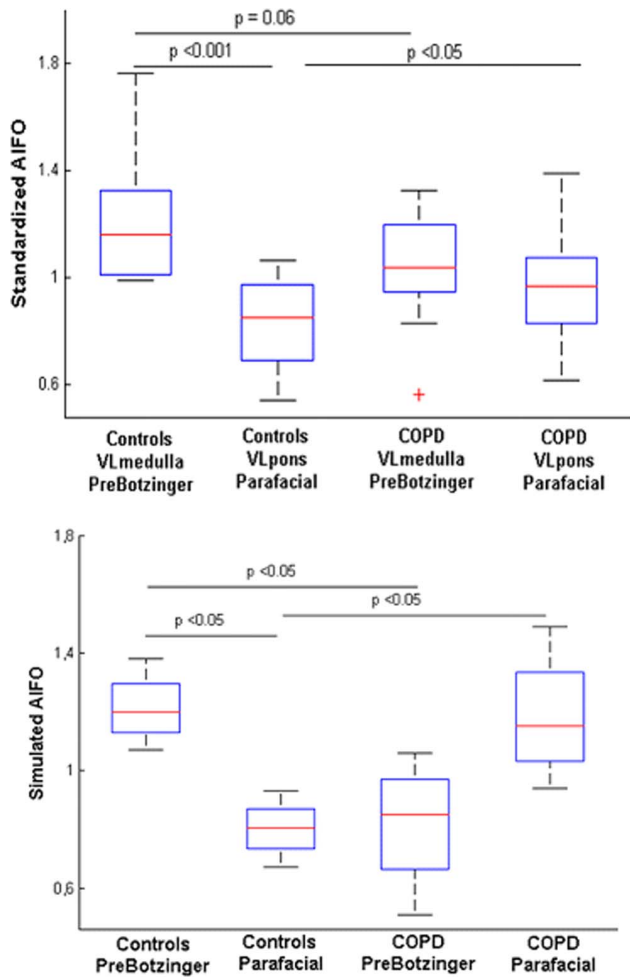 p = 0.06
1.8
p <0.001
p <0.05
1.4
Standardized AIFO
1
0.6
Controls VLmedulla PreBotzinger
Controls VLpons Parafacial
COPD VLmedulla PreBotzinger
COPD VLpons Parafacial
1,8
p <0.05
p <0.05
p <0.05
1,4
Simulated AIFO
1
0,6
Controls PreBotzinger
Controls Parafacial
COPD PreBotzinger
COPD Parafacial